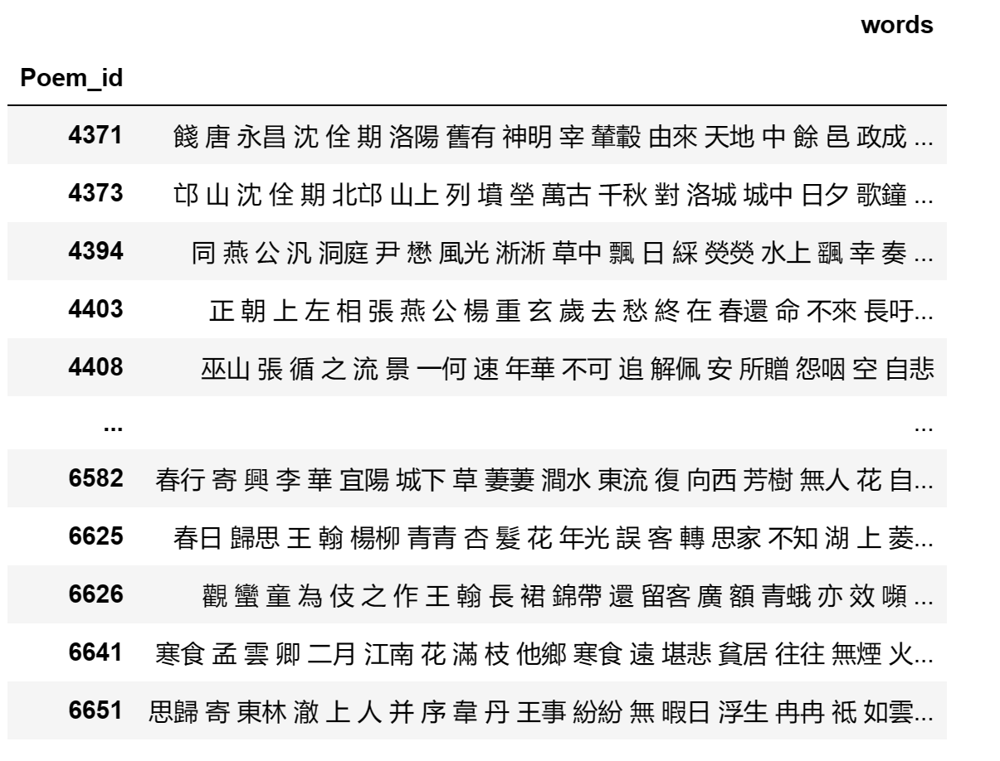 words
Poem_id
4371 餞 唐 永昌 沈 佺 期 洛陽 舊有 神明 宰 輦轂 由來 天地 中 餘 邑 政成 ...
4373 邙 山 沈 佺 期 北邙 山上 列 墳 塋 萬古 千秋 對 洛城 城中 日夕 歌鐘 ...
4394 同 燕 公 汎 洞庭 尹 懋 風光 淅淅 草中 飄 日 綵 熒熒 水上 飁 幸 奏 ...
4403 正 朝 上 左 相 張 燕 公 楊 重 玄 歲 去 愁 終 在 春還 命 不來 長吁...
4408 巫山 張 循 之 流 景 一何 速 年華 不可 追 解佩 安 所贈 怨咽 空 自悲
... ...
6582 春行 寄 興 李 華 宜陽 城下 草 萋萋 澗水 東流 復 向西 芳樹 無人 花 自...
6625 春日 歸思 王 翰 楊柳 青青 杏 髮 花 年光 誤 客 轉 思家 不知 湖 上 菱...
6626 觀 蠻 童 為 伎 之 作 王 翰 長 裙 錦帶 還 留客 廣 額 青蛾 亦 效 嚬 ...
6641 寒食 孟 雲 卿 二月 江南 花 滿 枝 他鄉 寒食 遠 堪悲 貧居 往往 無煙 火...
6651 思歸 寄 東林 澈 上 人 并 序 韋 丹 王事 紛紛 無 暇日 浮生 冉冉 祗 如雲...